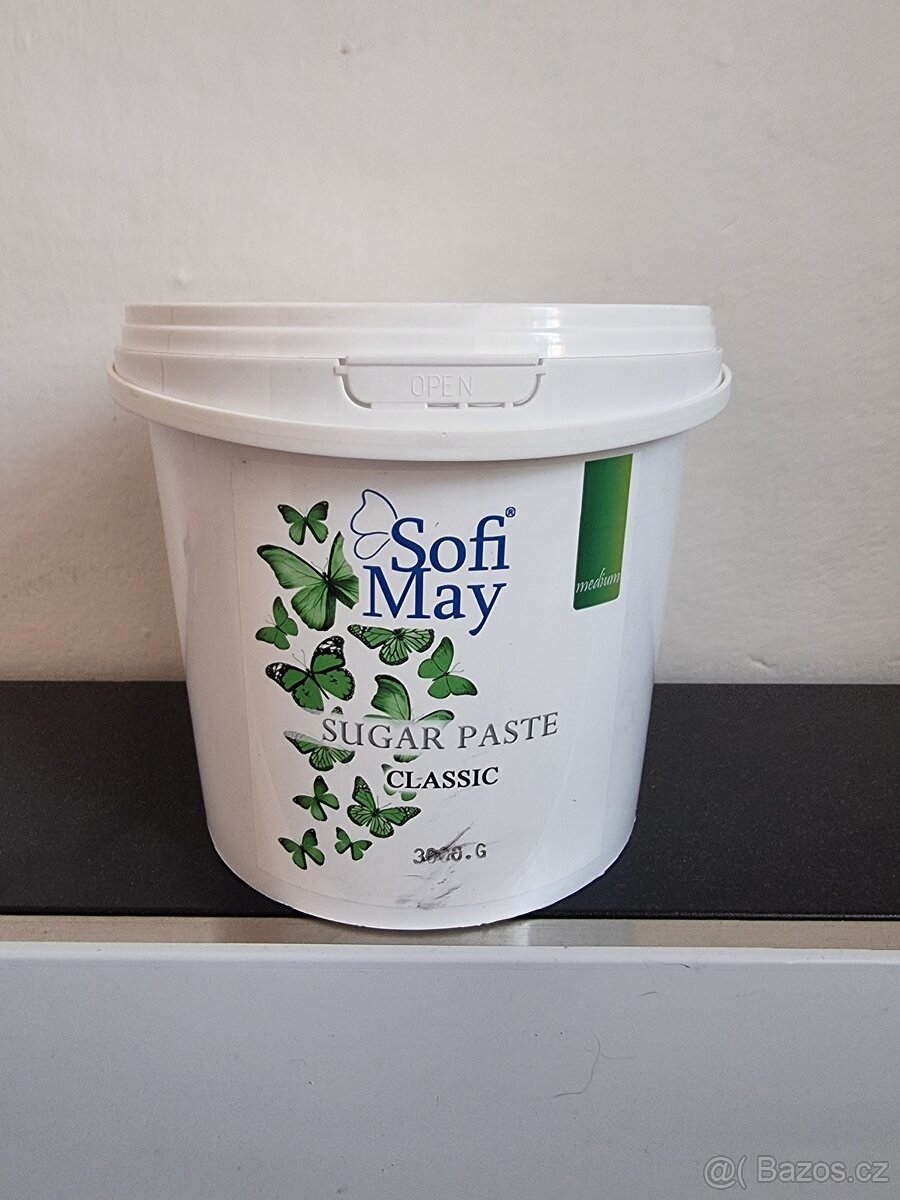 OPEN
Sofi®
May
medium
SUGAR PASTE
CLASSIC
@( Bazos.cz